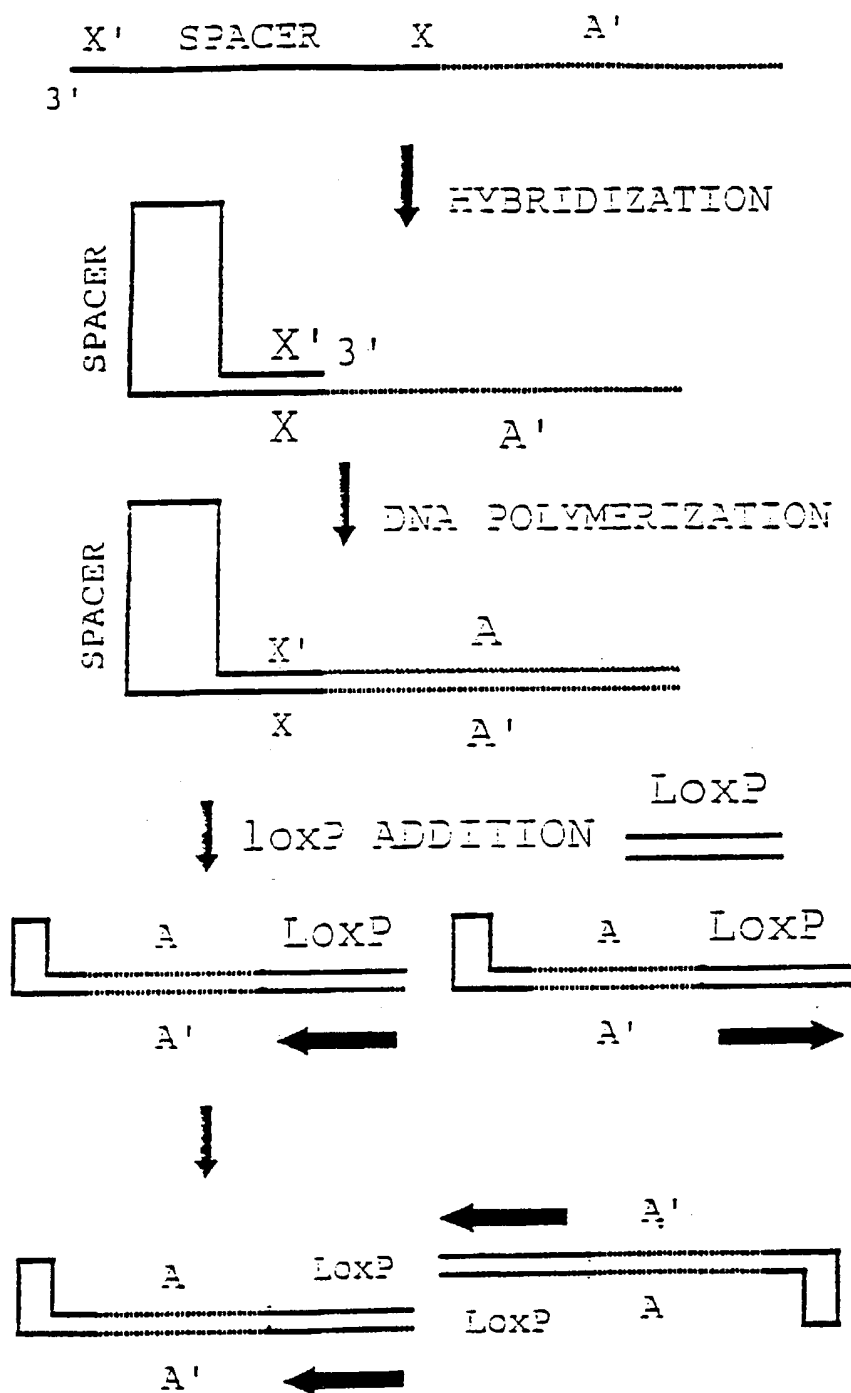 X' SPACER X A'
3'
HYBRIDIZATION
SPACER
X' 3'
X A'
DNA POLYMERIZATION
SPACER
X' A
X A'
LoxP
loxP ADDITION
A LoxP A LoxP
A' A'
A'
A LoxP
LoxP A
A'